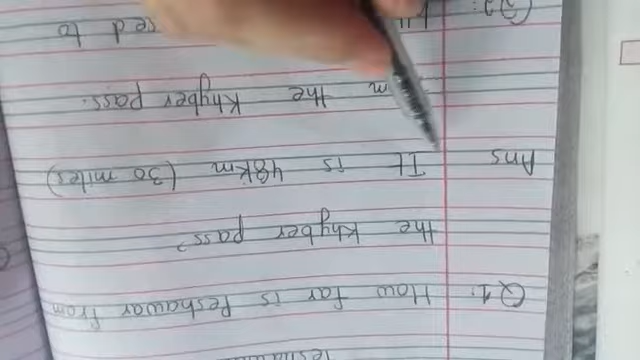 Q1: How far is Peshawar from
the Khyber pass?
Ans It is 48km (30 miles)
the Khyber pass.
Q2: to